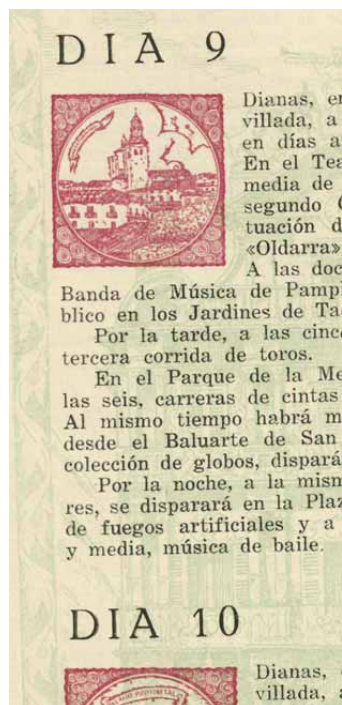 DIA 9
Dianas, en
villada, a
en días a
En el Tea
media de
segundo
tuación d
«Oldarra»
A las doc
Banda de Música de Pampl
blico en los Jardines de Ta
Por la tarde, a las cinc
tercera corrida de toros.
En el Parque de la Me
las seis, carreras de cintas
Al mismo tiempo habrá m
desde el Baluarte de San
colección de globos, dispará
Por la noche, a la mism
res, se disparará en la Plaz
de fuegos artificiales y a
y media, música de baile.
DIA 10
Dianas,
villada, a